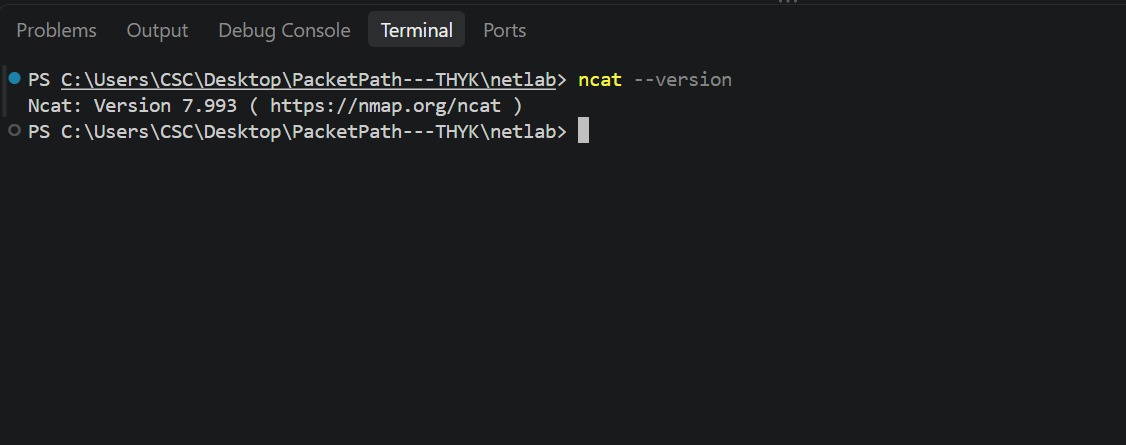 Problems Output Debug Console Terminal Ports
PS C:\Users\CSC\Desktop\PacketPath---THYK\netlab> ncat --version
Ncat: Version 7.993 ( https://nmap.org/ncat )
PS C:\Users\CSC\Desktop\PacketPath---THYK\netlab>